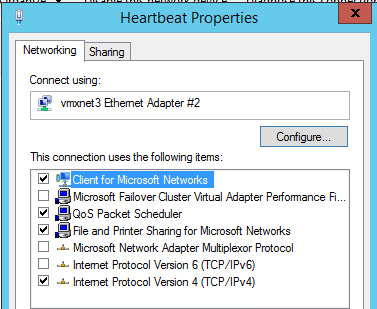 Heartbeat Properties
x
Networking
Sharing
Connect using:
vmxnet3 Ethernet Adapter #2
Configure...
This connection uses the following items:
Client for Microsoft Networks
Microsoft Failover Cluster Virtual Adapter Performance Fi...
QoS Packet Scheduler
File and Printer Sharing for Microsoft Networks
Microsoft Network Adapter Multiplexor Protocol
Internet Protocol Version 6 (TCP/IPv6)
Internet Protocol Version 4 (TCP/IPv4)